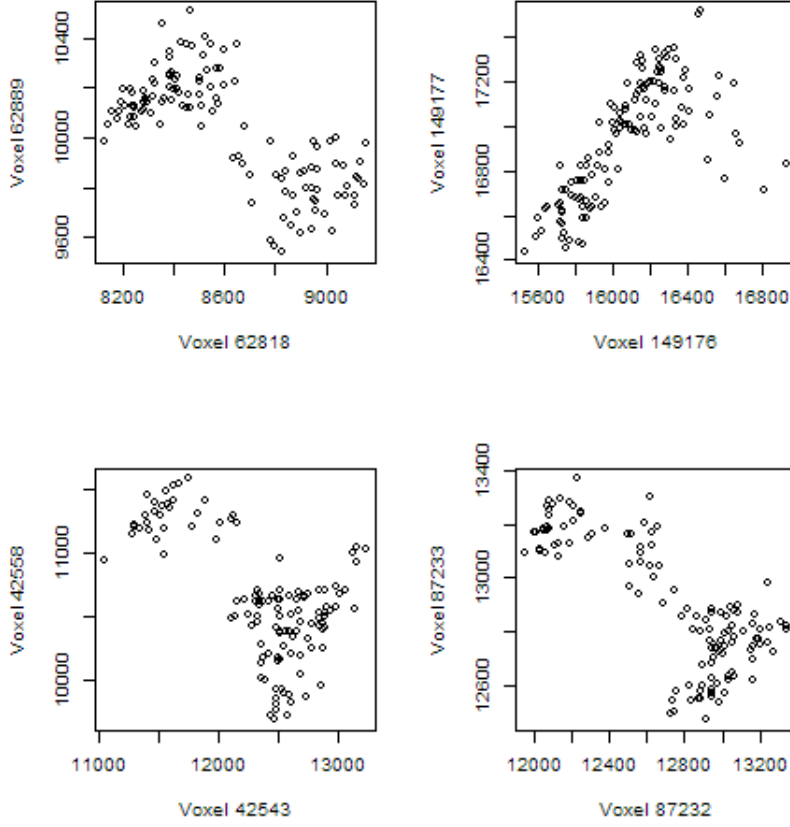 10400
10000
9600
Voxel 62889
8200 8600 9000
Voxel 62818
17200
16800
16400
Voxel 149177
15600 16000 16400 16800
Voxel 149176
11000
10000
Voxel 42558
11000 12000 13000
Voxel 42543
13400
13000
12600
Voxel 87233
12000 12400 12800 13200
Voxel 87232